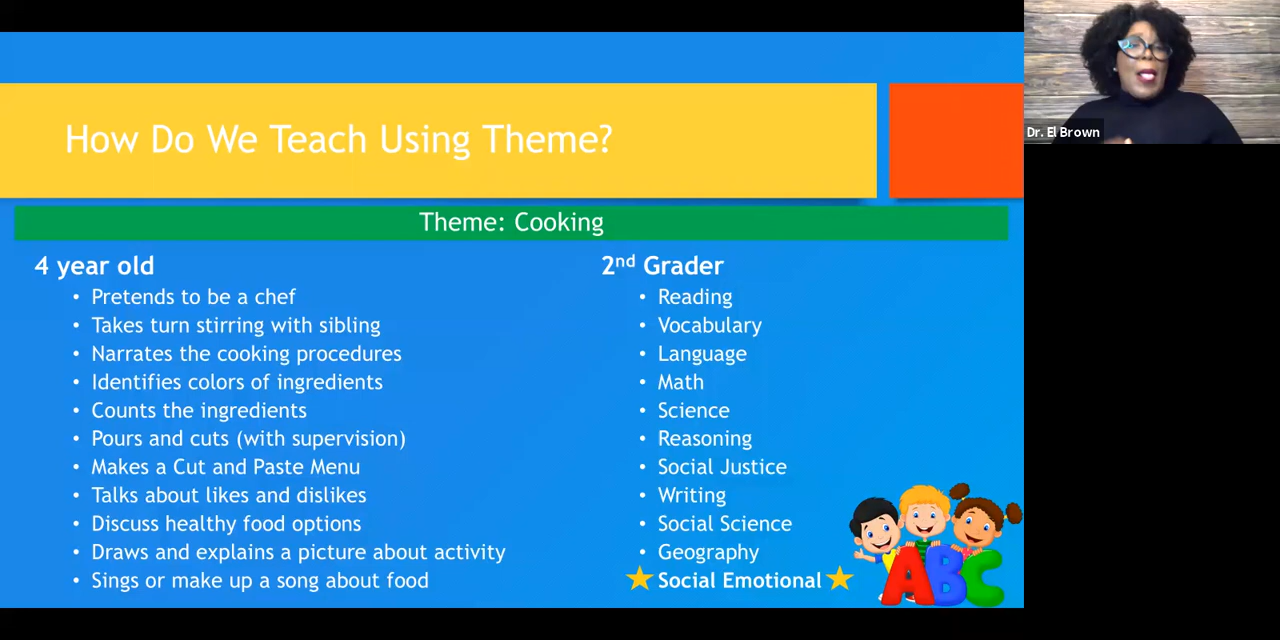 How Do We Teach Using Theme?
Theme: Cooking
4 year old
• Pretends to be a chef
• Takes turn stirring with sibling
• Narrates the cooking procedures
• Identifies colors of ingredients
• Counts the ingredients
• Pours and cuts (with supervision)
• Makes a Cut and Paste Menu
• Talks about likes and dislikes
• Discuss healthy food options
• Draws and explains a picture about activity
• Sings or make up a song about food
2nd Grader
• Reading
• Vocabulary
• Language
• Math
• Science
• Reasoning
• Social Justice
• Writing
• Social Science
• Geography
Social Emotional
ABC
Dr. El Brown